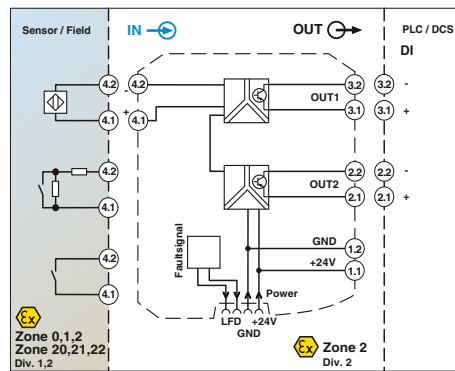 Sensor / Field
IN
OUT
PLC / DCS
DI
4.2
4.2
-
3.2
3.2
-
OUT1
4.1
+
4.1
3.1
3.1
+
4.2
2.2
2.2
-
OUT2
4.1
2.1
2.1
+
Faultsignal
GND
1.2
4.2
+24V
1.1
4.1
Power
LFD
+24V
GND
Ex
Zone 0,1,2
Zone 20,21,22
Div. 1,2
Ex
Zone 2
Div. 2